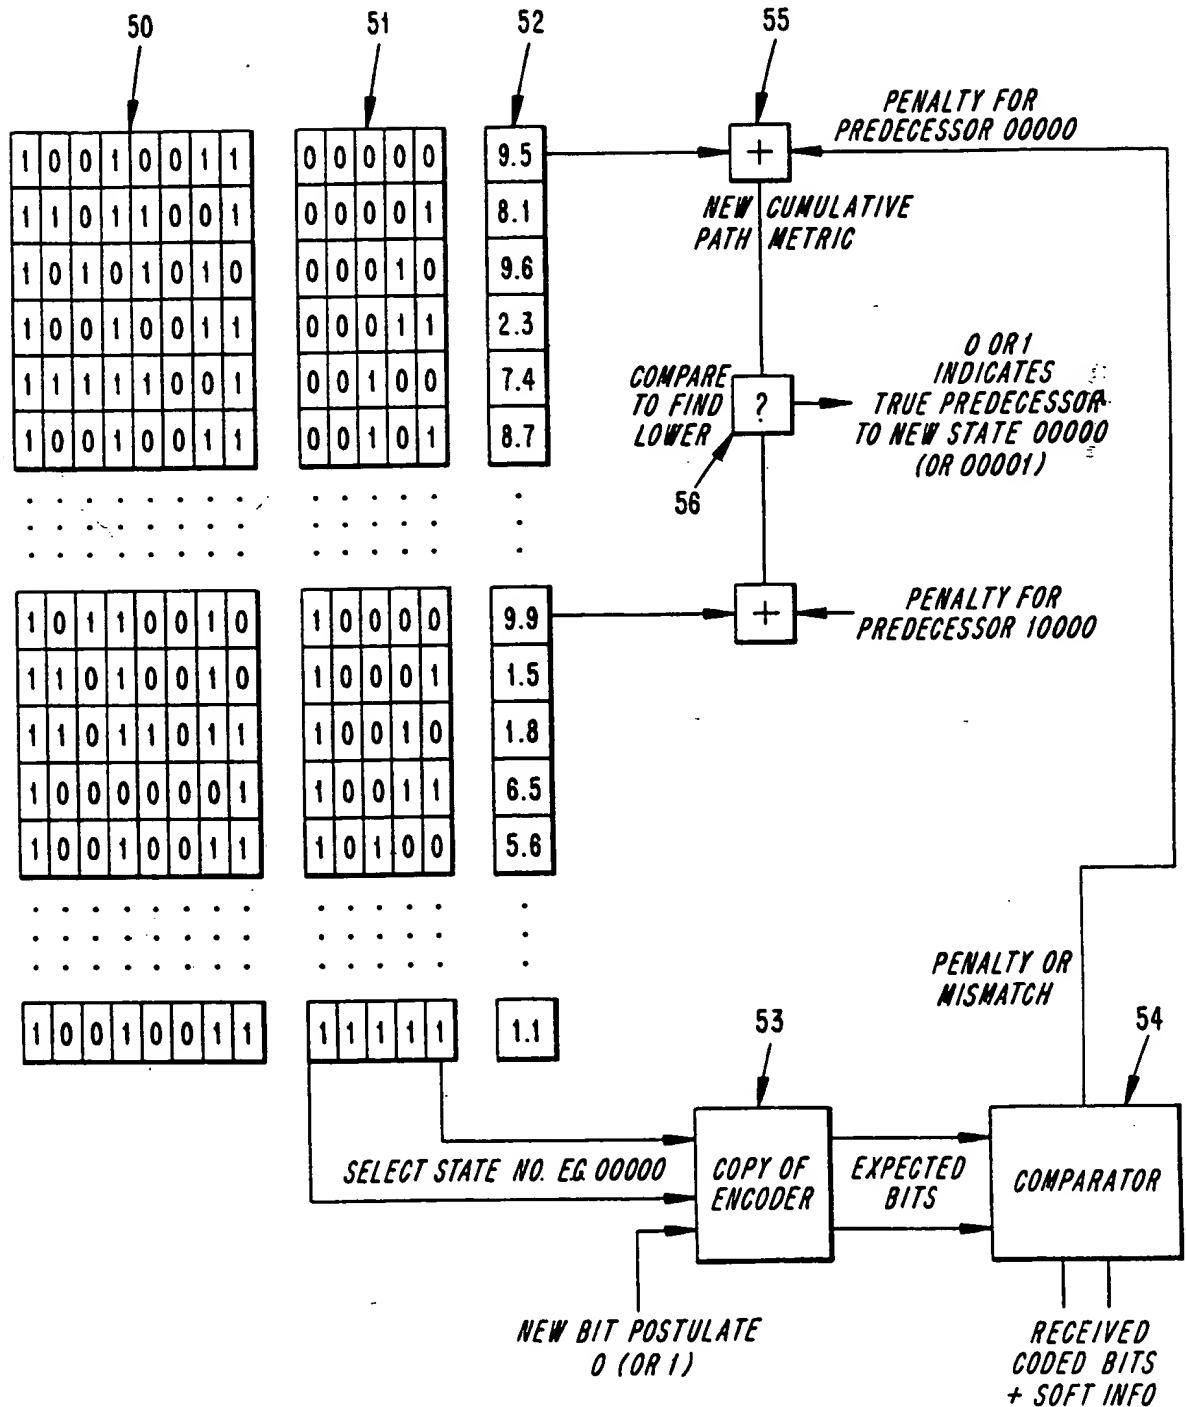 50 51 52 55
PENALTY FOR
PREDECESSOR 00000
1 0 0 1 0 0 1 1 0 0 0 0 0 9.5 +
1 1 0 1 1 0 0 1 0 0 0 0 1 8.1
NEW CUMULATIVE
PATH METRIC
1 0 1 0 1 0 1 0 0 0 0 1 0 9.6
1 0 0 1 0 0 1 1 0 0 0 1 1 2.3
1 1 1 1 1 0 0 1 0 0 1 0 0 7.4
1 0 0 1 0 0 1 1 0 0 1 0 1 8.7
COMPARE
TO FIND
LOWER
?
56
0 OR 1
INDICATES
TRUE PREDECESSOR
TO NEW STATE 00000
(OR 00001)
1 0 1 1 0 0 1 0 1 0 0 0 0 9.9 +
PENALTY FOR
PREDECESSOR 10000
1 1 0 1 0 0 1 0 1 0 0 0 1 1.5
1 1 0 1 1 0 1 1 1 0 0 1 0 1.8
1 0 0 0 0 0 0 1 1 0 0 1 1 6.5
1 0 0 1 0 0 1 1 1 0 1 0 0 5.6
PENALTY OR
MISMATCH
1 0 0 1 0 0 1 1 1 1 1 1 1 1.1
53 54
SELECT STATE NO. E.G. 00000
COPY OF
ENCODER
EXPECTED
BITS
COMPARATOR
NEW BIT POSTULATE
0 (OR 1)
RECEIVED
CODED BITS
+ SOFT INFO